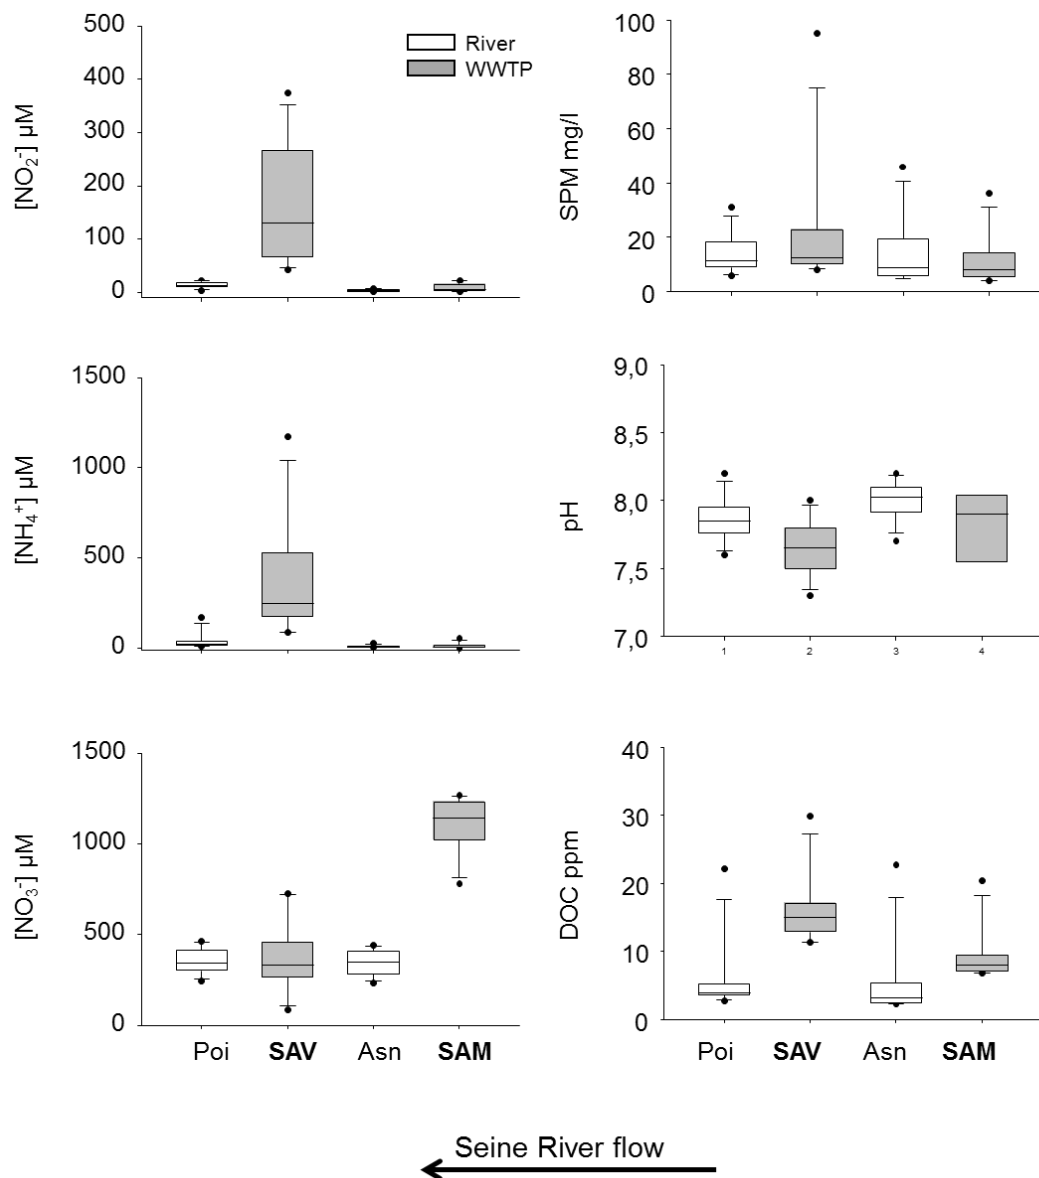 [NO₂⁻] µM
500
400
300
200
100
0
River
WWTP
SPM mg/l
100
80
60
40
20
0
[NH₄⁺] µM
1500
1000
500
0
pH
9,0
8,5
8,0
7,5
7,0
1 2 3 4
[NO₃⁻] µM
1500
1000
500
0
Poi SAV Asn SAM
DOC ppm
40
30
20
10
0
Poi SAV Asn SAM
Seine River flow